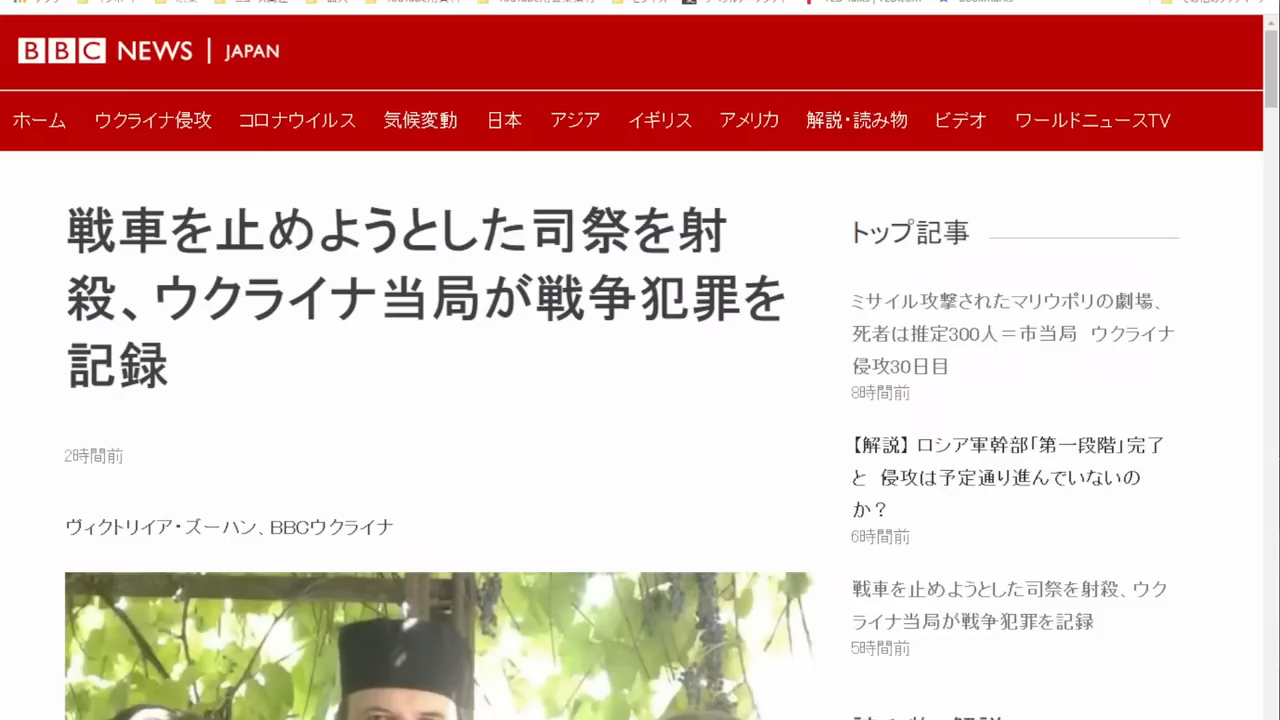 BBC NEWS | JAPAN
ホーム ウクライナ侵攻 コロナウイルス 気候変動 日本 アジア イギリス アメリカ 解説・読み物 ビデオ ワールドニュースTV
戦車を止めようとした司祭を射
殺、ウクライナ当局が戦争犯罪を
記録
2時間前
ヴィクトリイア・ズーハン、BBCウクライナ
トップ記事
ミサイル攻撃されたマリウポリの劇場、
死者は推定300人＝市当局 ウクライナ
侵攻30日目
8時間前
【解説】 ロシア軍幹部「第一段階」完了
と 侵攻は予定通り進んでいないの
か？
6時間前
戦車を止めようとした司祭を射殺、ウク
ライナ当局が戦争犯罪を記録
5時間前